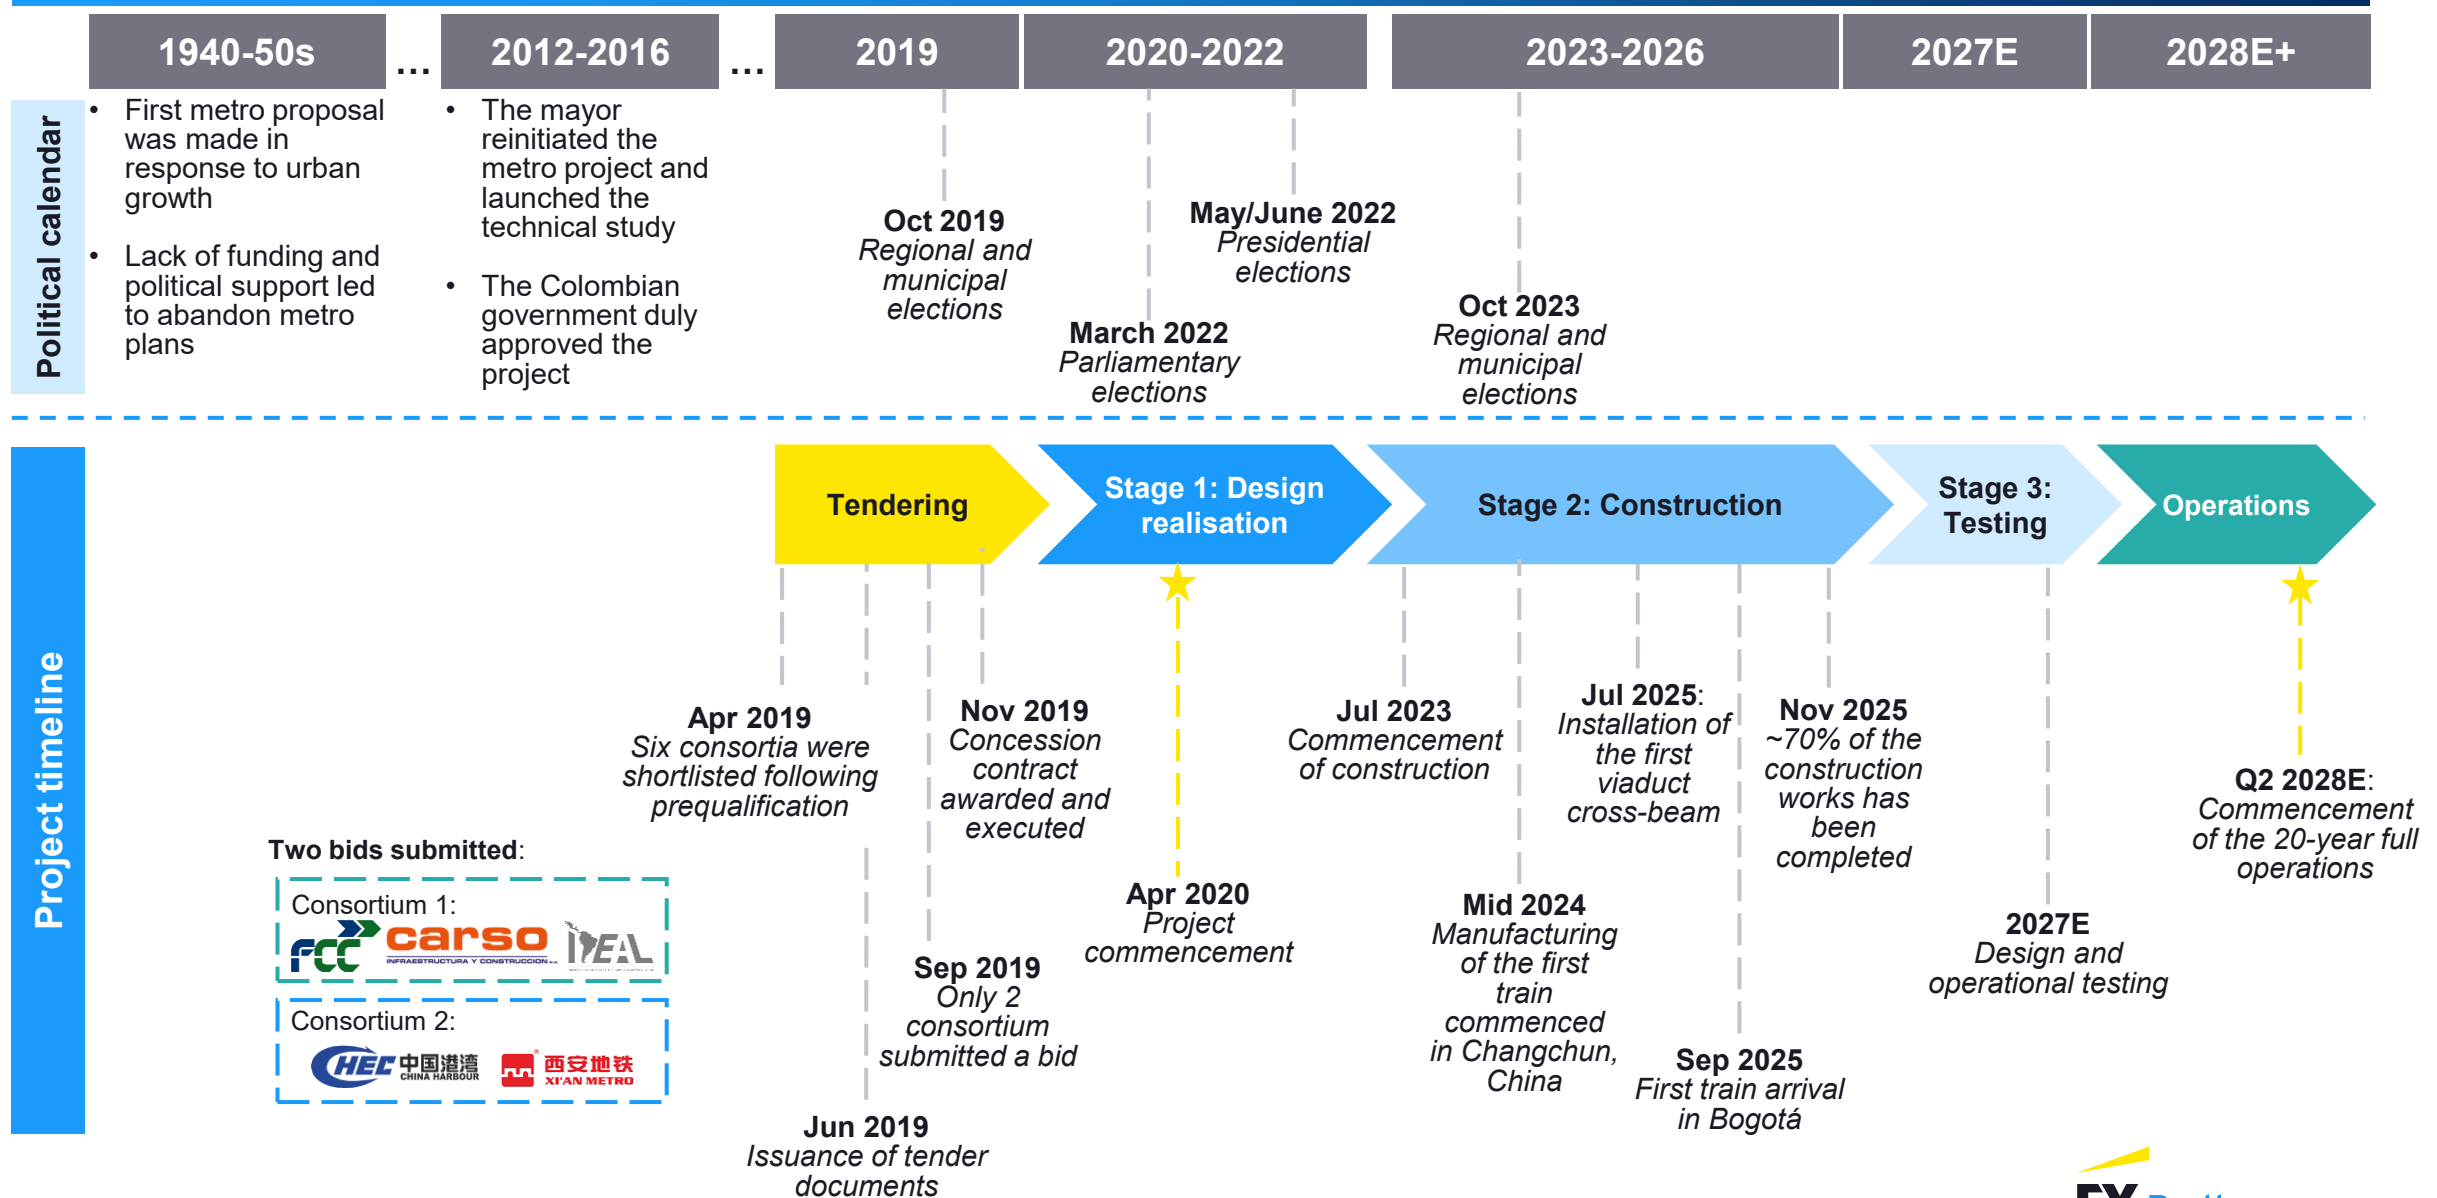 1940-50s
...
2012-2016
...
2019
2020-2022
2023-2026
2027E
2028E+
Political calendar
• First metro proposal
was made in
response to urban
growth
• Lack of funding and
political support led
to abandon metro
plans
• The mayor
reinitiated the
metro project and
launched the
technical study
• The Colombian
government duly
approved the
project
Oct 2019
Regional and
municipal
elections
March 2022
Parliamentary
elections
May/June 2022
Presidential
elections
Oct 2023
Regional and
municipal
elections
Project timeline
Tendering
Stage 1: Design
realisation
Stage 2: Construction
Stage 3:
Testing
Operations
Apr 2019
Six consortia were
shortlisted following
prequalification
Jun 2019
Issuance of tender
documents
Sep 2019
Only 2
consortium
submitted a bid
Nov 2019
Concession
contract
awarded and
executed
Apr 2020
Project
commencement
Jul 2023
Commencement
of construction
Mid 2024
Manufacturing
of the first
train
commenced
in Changchun,
China
Jul 2025:
Installation of
the first
viaduct
cross-beam
Sep 2025
First train arrival
in Bogotá
Nov 2025
~70% of the
construction
works has
been
completed
2027E
Design and
operational testing
Q2 2028E:
Commencement
of the 20-year full
operations
Two bids submitted:
Consortium 1:
FCC
carso
INFRAESTRUCTURA Y CONSTRUCCION
IDEAL
Consortium 2:
CHEC 中国港湾
CHINA HARBOUR
西安地铁
XI'AN METRO